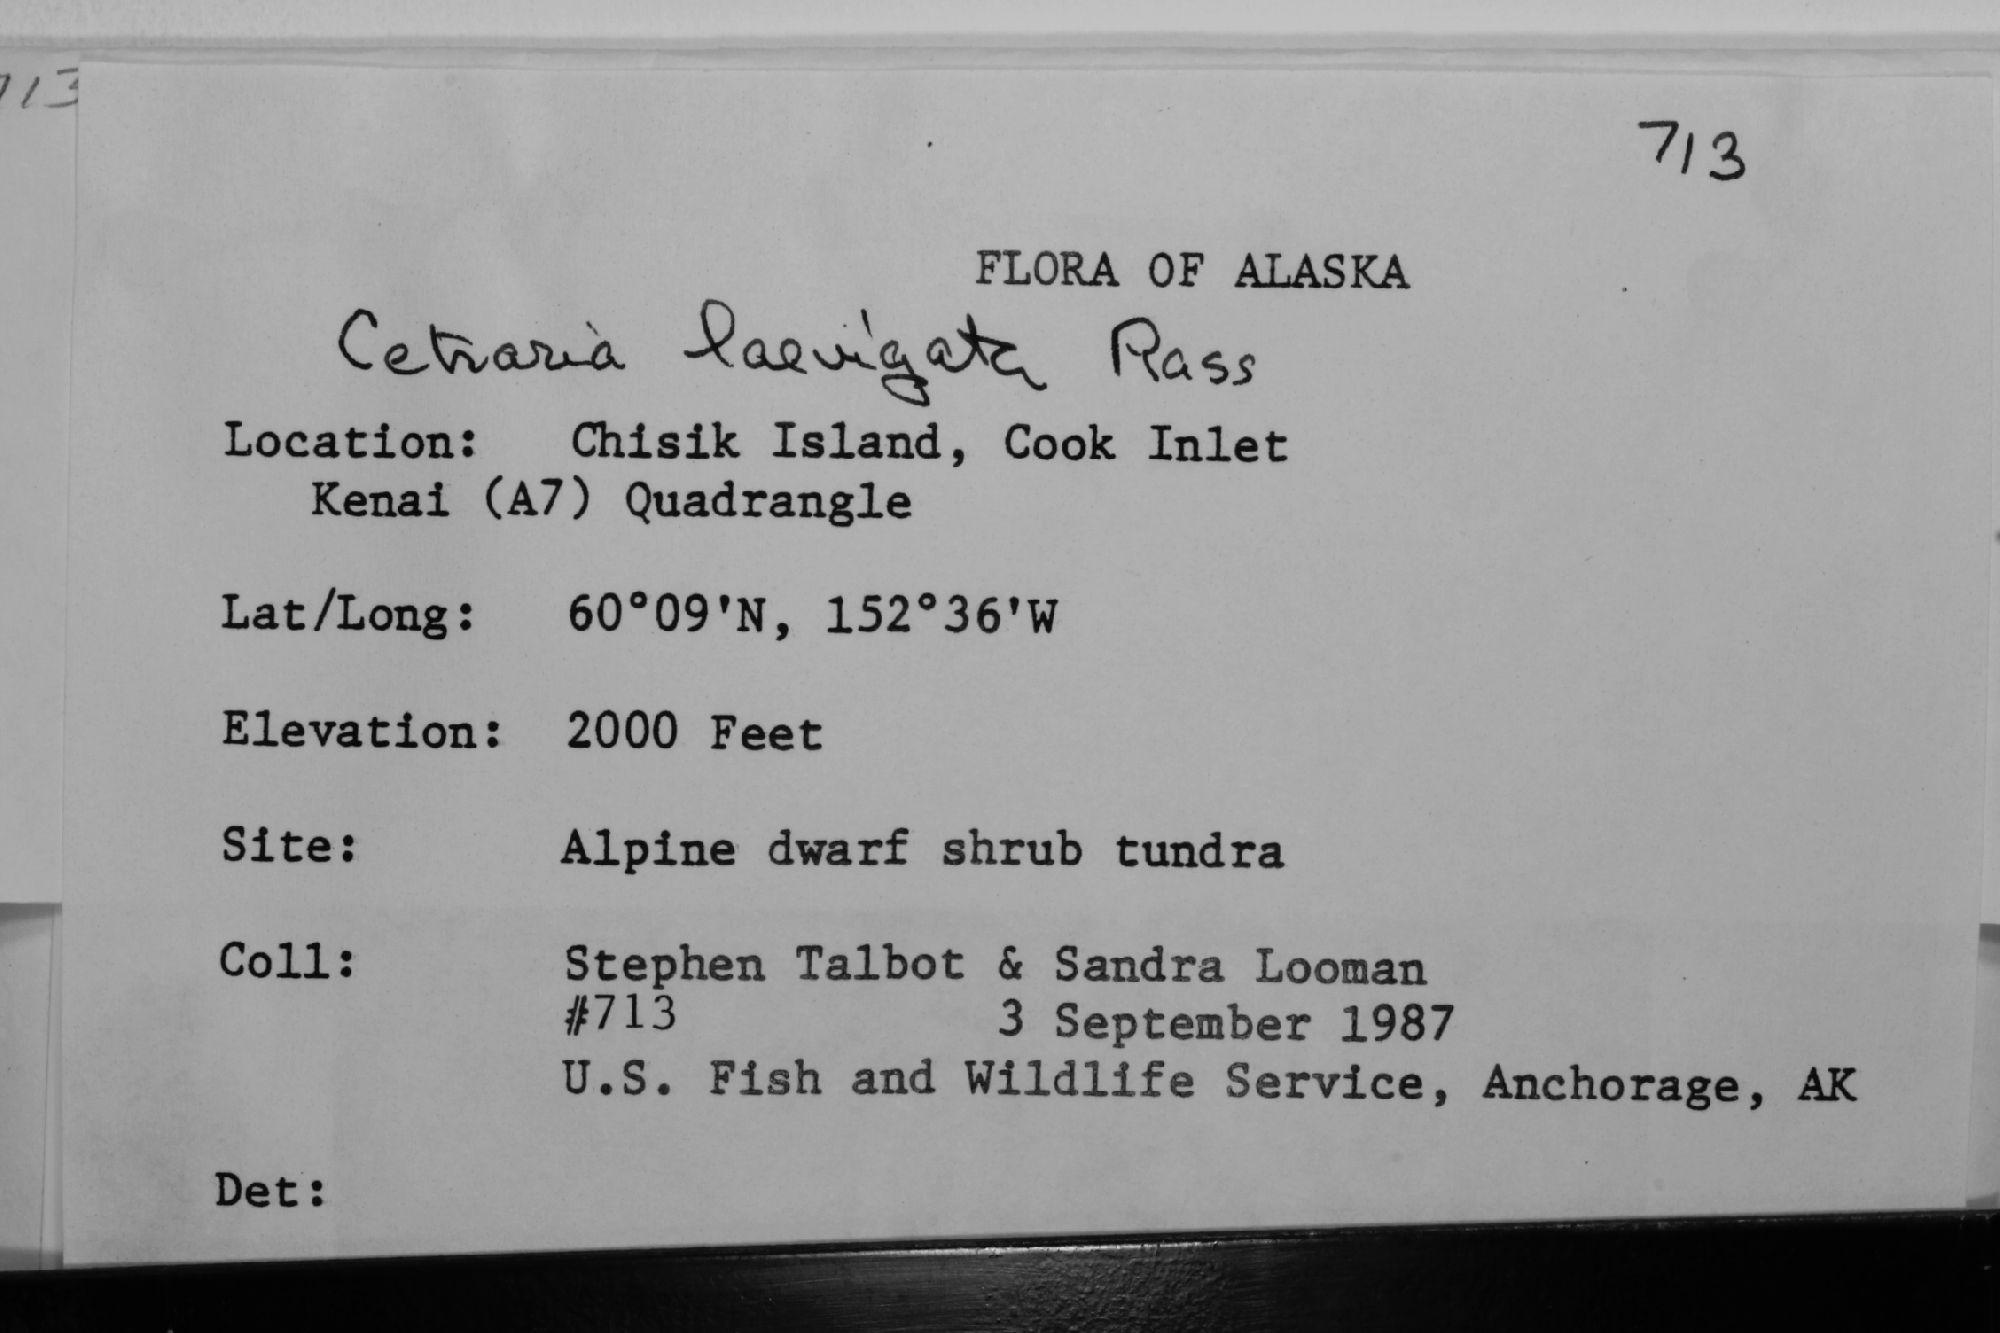 713
713
FLORA OF ALASKA
Cetraria laevigata Rass
Location: Chisik Island, Cook Inlet
Kenai (A7) Quadrangle
Lat/Long: 60°09'N, 152°36'W
Elevation: 2000 Feet
Site: Alpine dwarf shrub tundra
Coll: Stephen Talbot & Sandra Looman
#713 3 September 1987
U.S. Fish and Wildlife Service, Anchorage, AK
Det: